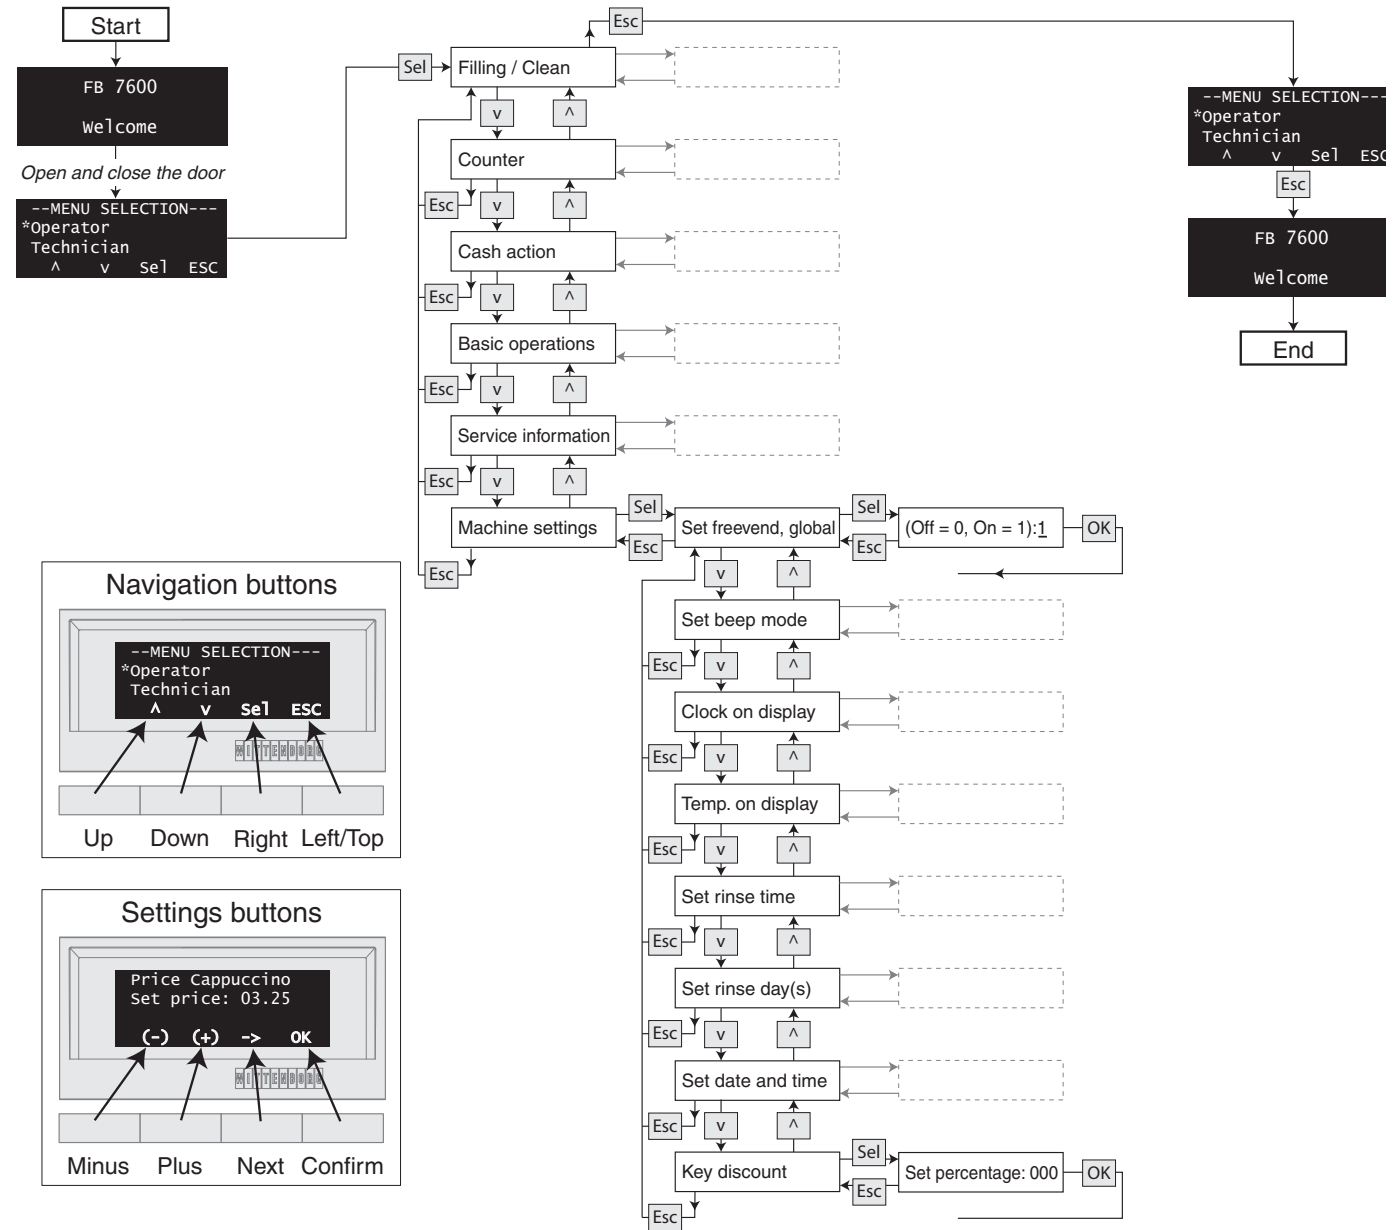 Start
FB 7600
Welcome
Open and close the door
--MENU SELECTION---
*Operator
Technician
^ v Sel ESC
Sel
Esc
Filling / Clean
v ^
Counter
Esc v ^
Cash action
Esc v ^
Basic operations
Esc v ^
Service information
Esc v ^
Machine settings
Esc
Sel
Esc
Set freevend, global
Sel
Esc
(Off = 0, On = 1):1
OK
v ^
Set beep mode
Esc v ^
Clock on display
Esc v ^
Temp. on display
Esc v ^
Set rinse time
Esc v ^
Set rinse day(s)
Esc v ^
Set date and time
Esc v ^
Key discount
Esc
Sel
Esc
Set percentage: 000
OK
--MENU SELECTION---
*Operator
Technician
^ v Sel ESC
Esc
FB 7600
Welcome
End
Navigation buttons
--MENU SELECTION---
*Operator
Technician
^ v Sel ESC
Up Down Right Left/Top
Settings buttons
Price Cappuccino
Set price: 03.25
(-) (+) -> OK
Minus Plus Next Confirm